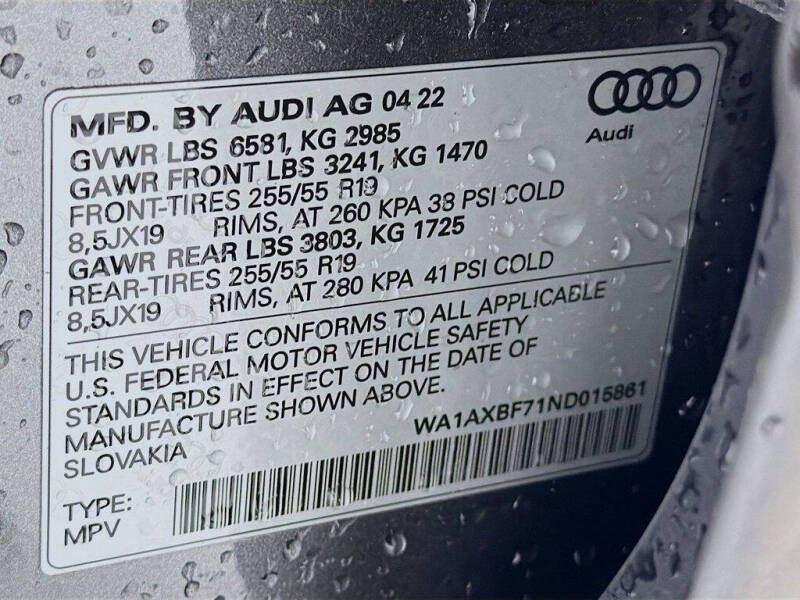 MFD. BY AUDI AG 04 22
GVWR LBS 6581, KG 2985
GAWR FRONT LBS 3241, KG 1470
FRONT-TIRES 255/55 R19
8,5JX19 RIMS, AT 260 KPA 38 PSI COLD
GAWR REAR LBS 3803, KG 1725
REAR-TIRES 255/55 R19
8,5JX19 RIMS, AT 280 KPA 41 PSI COLD
Audi
THIS VEHICLE CONFORMS TO ALL APPLICABLE
U.S. FEDERAL MOTOR VEHICLE SAFETY
STANDARDS IN EFFECT ON THE DATE OF
MANUFACTURE SHOWN ABOVE.
SLOVAKIA
WA1AXBF71ND015861
TYPE:
MPV